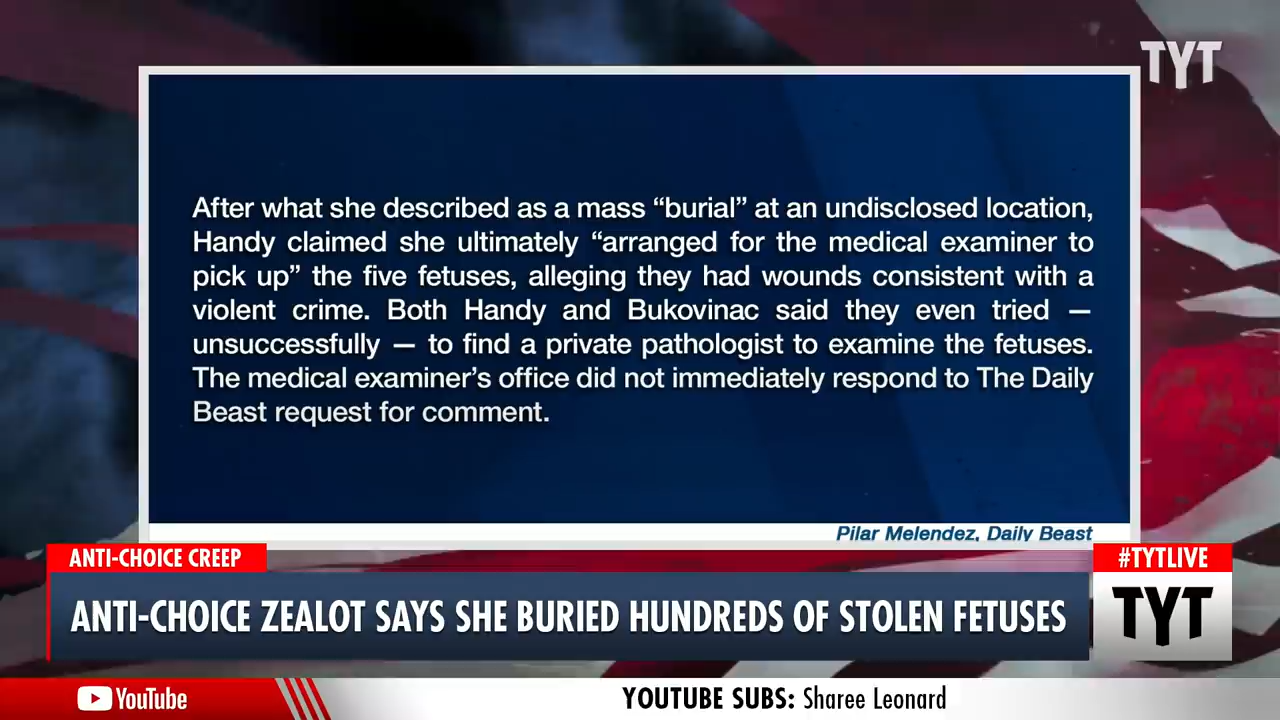 TYT
After what she described as a mass “burial” at an undisclosed location,
Handy claimed she ultimately “arranged for the medical examiner to
pick up” the five fetuses, alleging they had wounds consistent with a
violent crime. Both Handy and Bukovinac said they even tried —
unsuccessfully — to find a private pathologist to examine the fetuses.
The medical examiner’s office did not immediately respond to The Daily
Beast request for comment.
Pilar Melendez, Daily Beast
ANTI-CHOICE CREEP
#TYTLIVE
ANTI-CHOICE ZEALOT SAYS SHE BURIED HUNDREDS OF STOLEN FETUSES
TYT
YouTube
YOUTUBE SUBS: Sharee Leonard